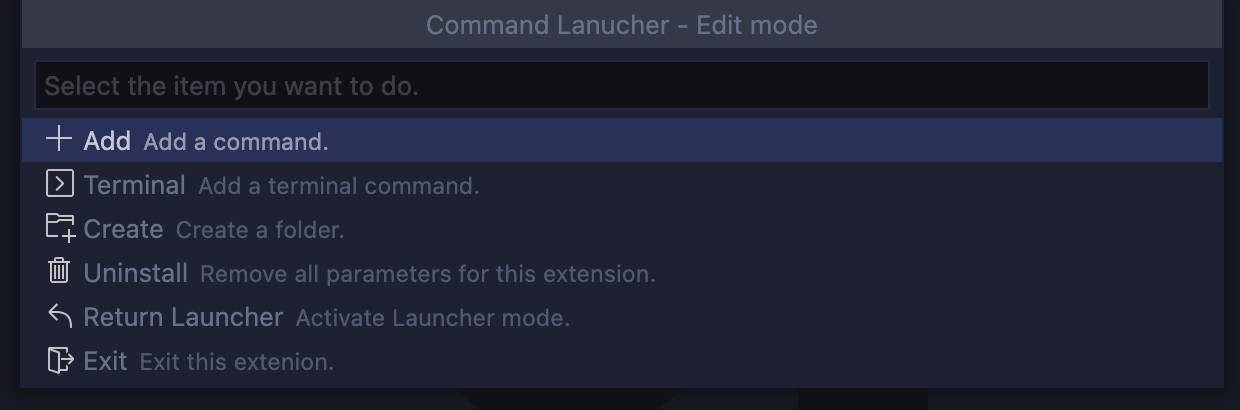 Command Lanucher - Edit mode
Select the item you want to do.
Add Add a command.
Terminal Add a terminal command.
Create Create a folder.
Uninstall Remove all parameters for this extension.
Return Launcher Activate Launcher mode.
Exit Exit this extenion.